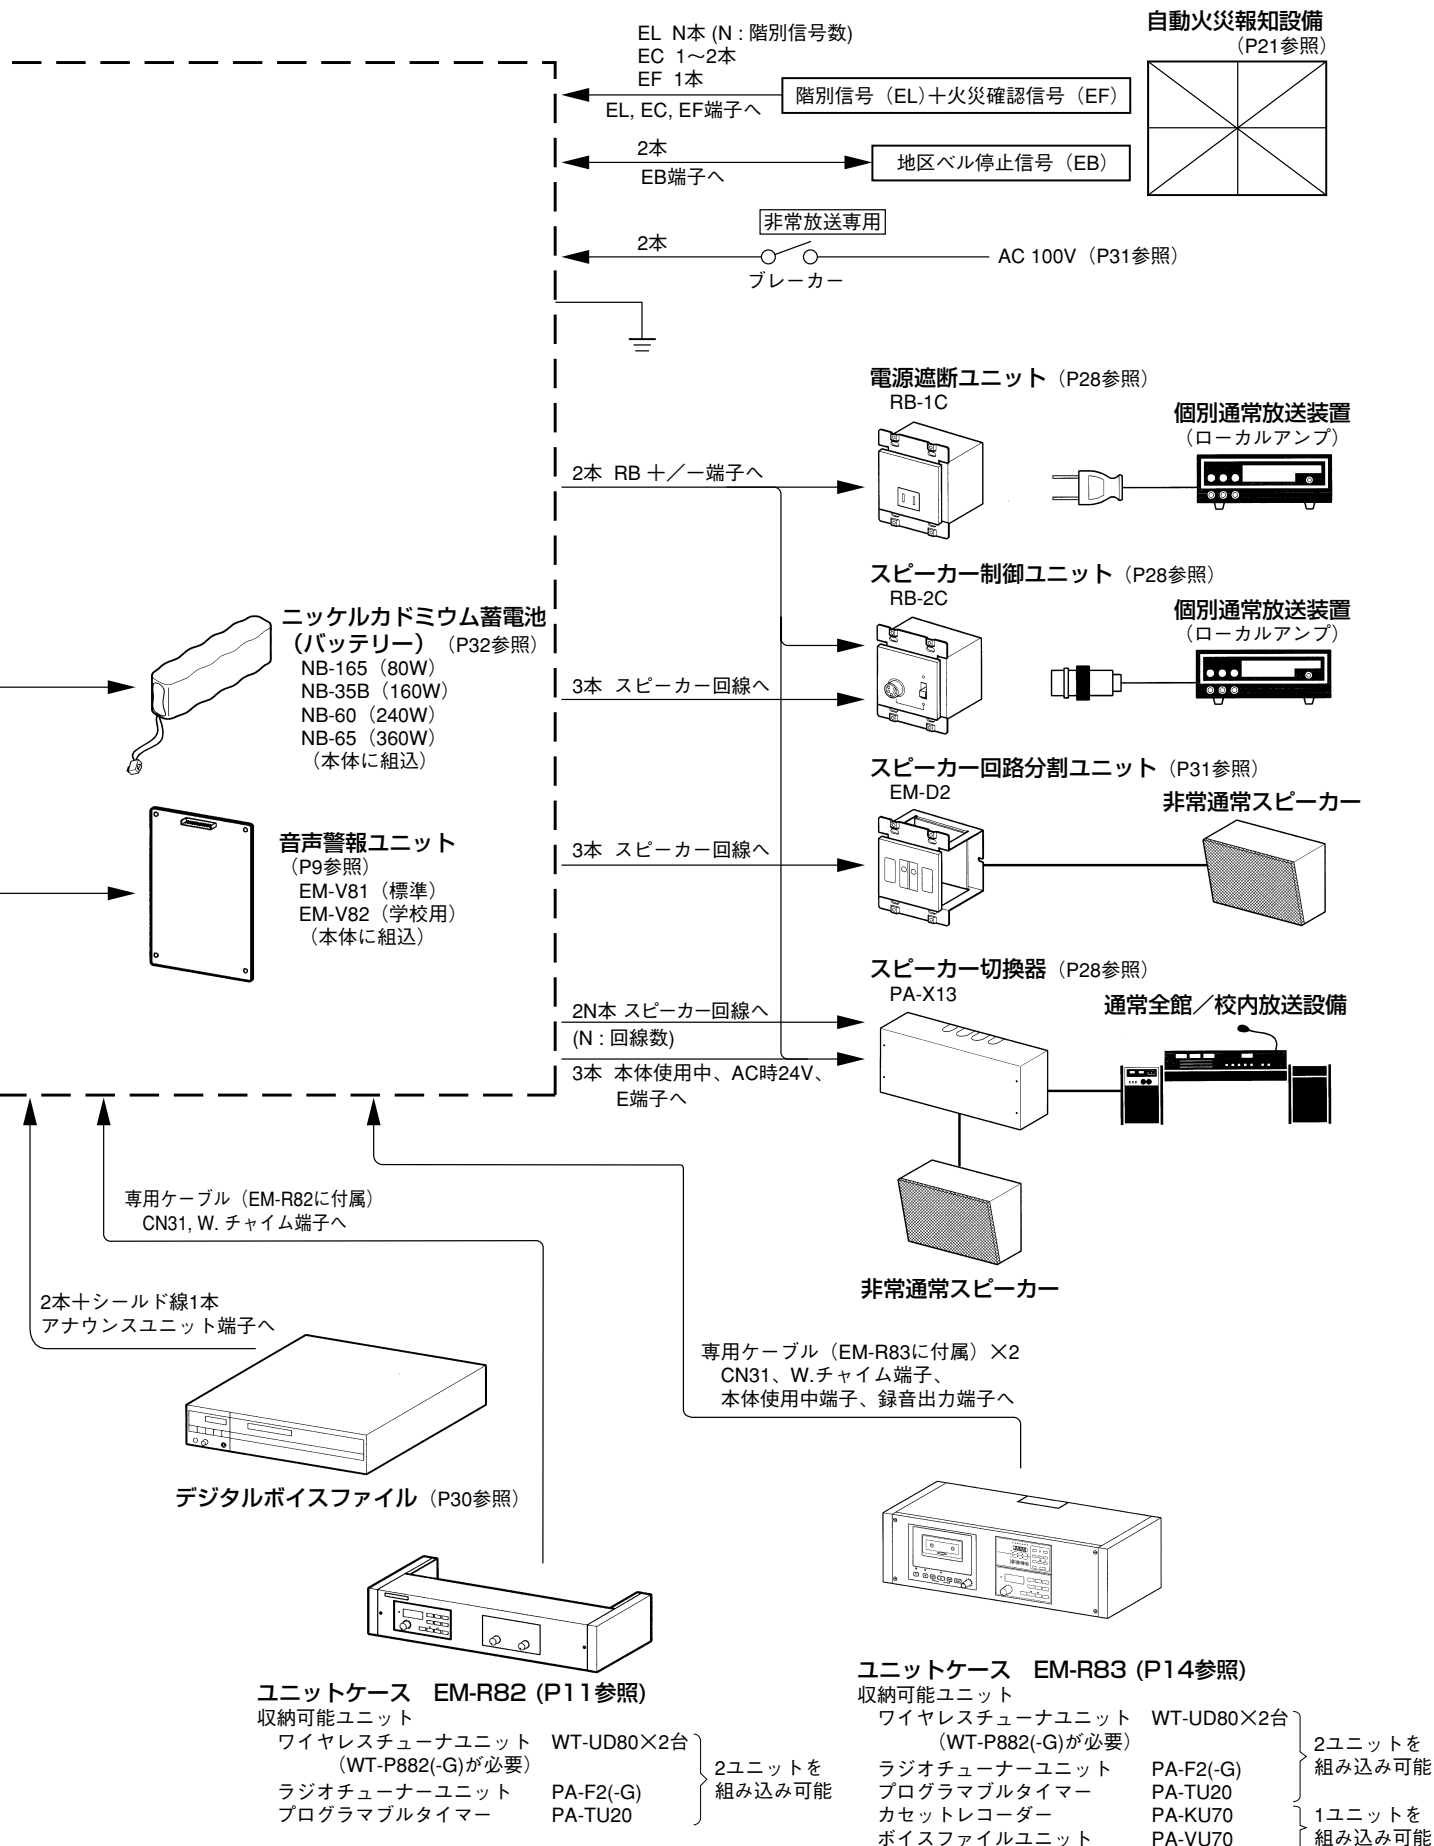 自動火災報知設備
(P21参照)
EL N本 (N : 階別信号数)
EC 1〜2本
EF 1本
階別信号（EL)＋火災確認信号（EF）
EL, EC, EF端子へ
2本
地区ベル停止信号（EB）
EB端子へ
非常放送専用
2本
AC 100V（P31参照）
ブレーカー
電源遮断ユニット（P28参照）
RB-1C
個別通常放送装置
（ローカルアンプ）
2本 RB ＋／－端子へ
スピーカー制御ユニット（P28参照）
RB-2C
個別通常放送装置
（ローカルアンプ）
3本 スピーカー回線へ
ニッケルカドミウム蓄電池
（バッテリー）（P32参照）
NB-165（80W）
NB-35B（160W）
NB-60（240W）
NB-65（360W）
（本体に組込）
スピーカー回路分割ユニット（P31参照）
EM-D2
非常通常スピーカー
3本 スピーカー回線へ
音声警報ユニット
（P9参照）
EM-V81（標準）
EM-V82（学校用）
（本体に組込）
スピーカー切換器（P28参照）
PA-X13
通常全館／校内放送設備
2N本 スピーカー回線へ
(N : 回線数)
3本 本体使用中、AC時24V、
E端子へ
非常通常スピーカー
専用ケーブル（EM-R82に付属）
CN31, W. チャイム端子へ
2本＋シールド線1本
アナウンスユニット端子へ
デジタルボイスファイル（P30参照）
専用ケーブル（EM-R83に付属）×2
CN31、W.チャイム端子、
本体使用中端子、録音出力端子へ
ユニットケース EM-R82 (P11参照)
収納可能ユニット
ワイヤレスチューナユニット WT-UD80×2台
（WT-P882(-G)が必要）
ラジオチューナーユニット PA-F2(-G)
プログラマブルタイマー PA-TU20
2ユニットを
組み込み可能
ユニットケース EM-R83 (P14参照)
収納可能ユニット
ワイヤレスチューナユニット WT-UD80×2台
（WT-P882(-G)が必要）
ラジオチューナーユニット PA-F2(-G)
プログラマブルタイマー PA-TU20
2ユニットを
組み込み可能
カセットレコーダー PA-KU70
ボイスファイルユニット PA-VU70
1ユニットを
組み込み可能